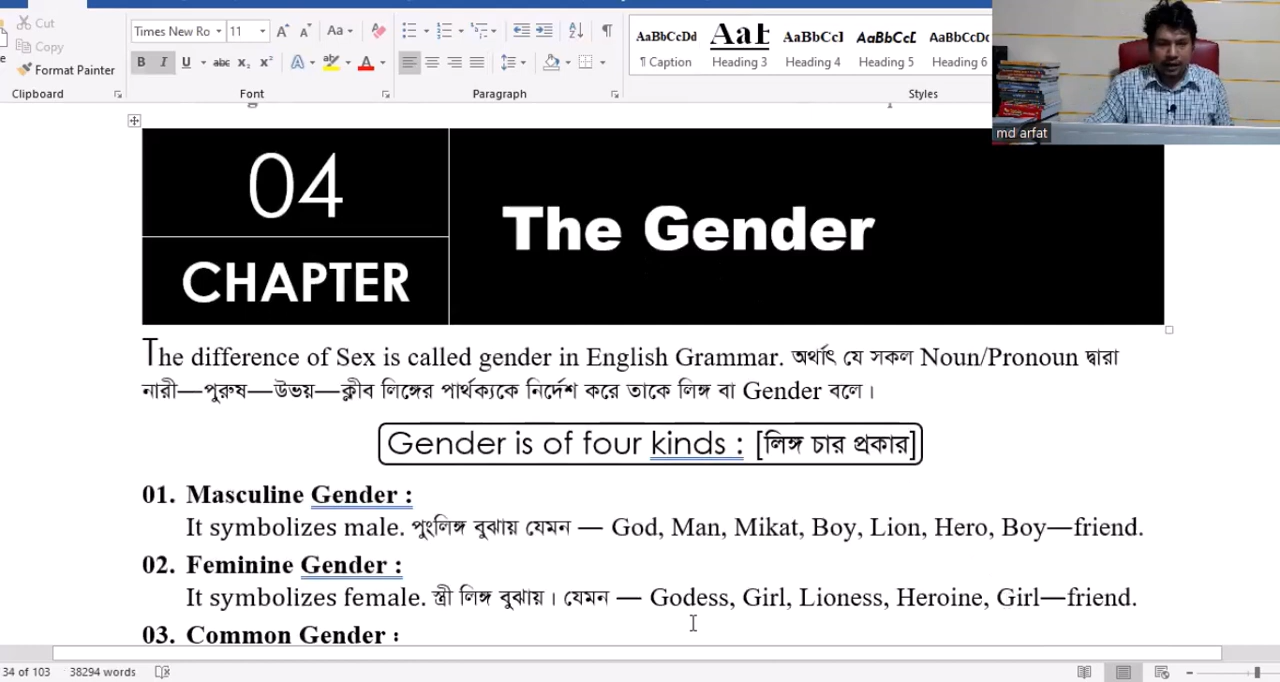 Cut
Copy
Format Painter
Clipboard
Times New Ro
11
Aa
Font
Paragraph
AaBbCcDd
¶ Caption
Heading 3
AaBbCcI
Heading 4
AaBbCcD
Heading 5
AaBbCcDc
Heading 6
Styles
md arfat
04
CHAPTER
The Gender
The difference of Sex is called gender in English Grammar. অর্থাৎ যে সকল Noun/Pronoun দ্বারা
নারী—পুরুষ—উভয়—ক্লীব লিঙ্গের পার্থক্যকে নির্দেশ করে তাকে লিঙ্গ বা Gender বলে।
Gender is of four kinds : [লিঙ্গ চার প্রকার]
01. Masculine Gender :
It symbolizes male. পুংলিঙ্গ বুঝায় যেমন — God, Man, Mikat, Boy, Lion, Hero, Boy—friend.
02. Feminine Gender :
It symbolizes female. স্ত্রী লিঙ্গ বুঝায়। যেমন — Godess, Girl, Lioness, Heroine, Girl—friend.
03. Common Gender :
34 of 103
38294 words